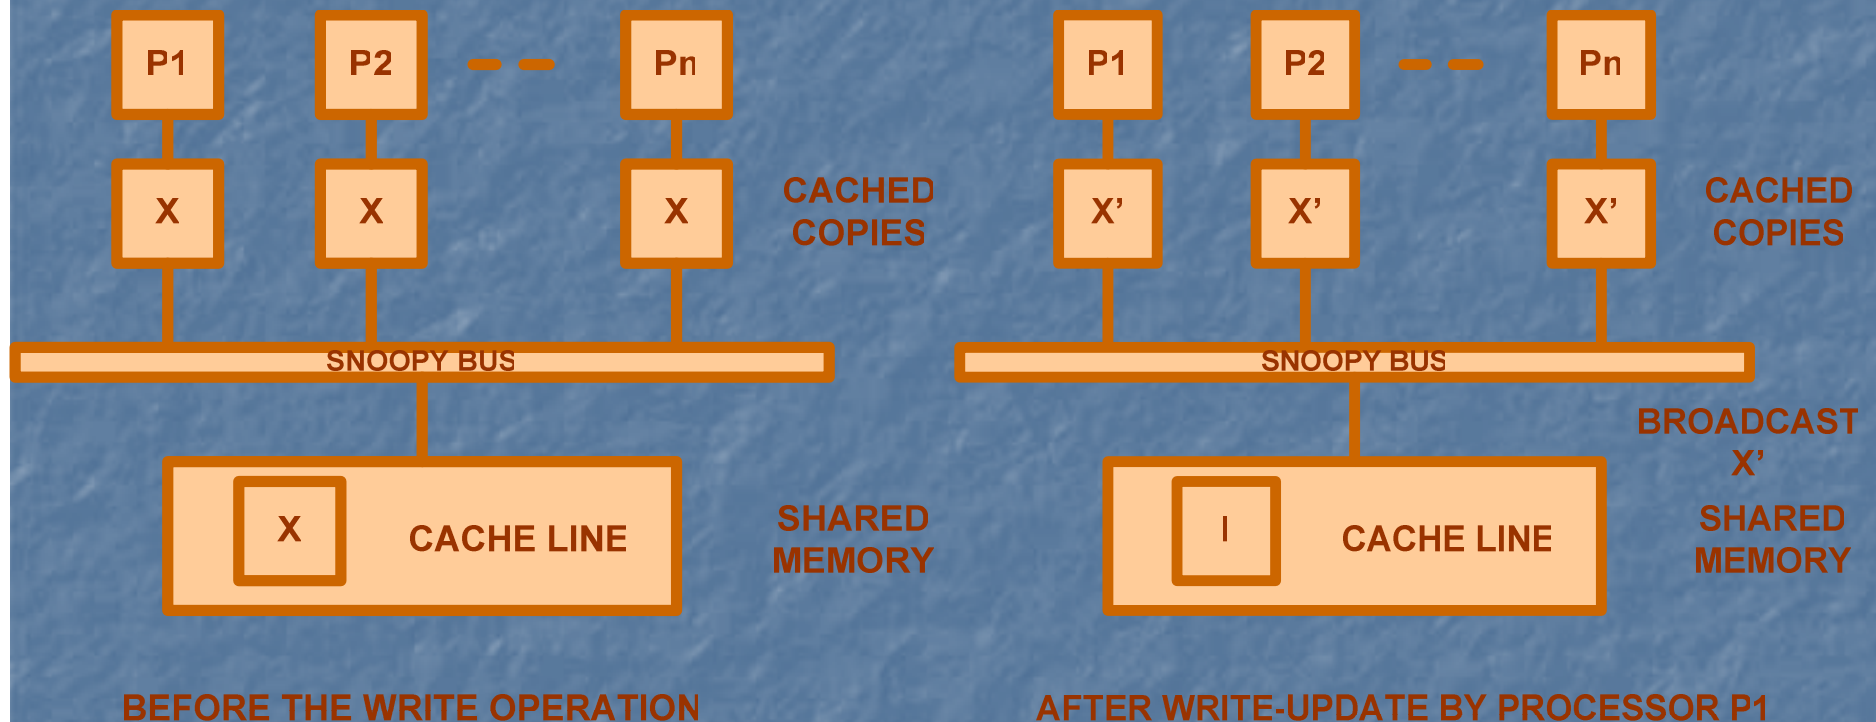 P1
P2
Pn
X
X
X
CACHED
COPIES
SNOOPY BUS
X
CACHE LINE
SHARED
MEMORY
BEFORE THE WRITE OPERATION
P1
P2
Pn
X’
X’
X’
CACHED
COPIES
SNOOPY BUS
BROADCAST
X’
I
CACHE LINE
SHARED
MEMORY
AFTER WRITE-UPDATE BY PROCESSOR P1